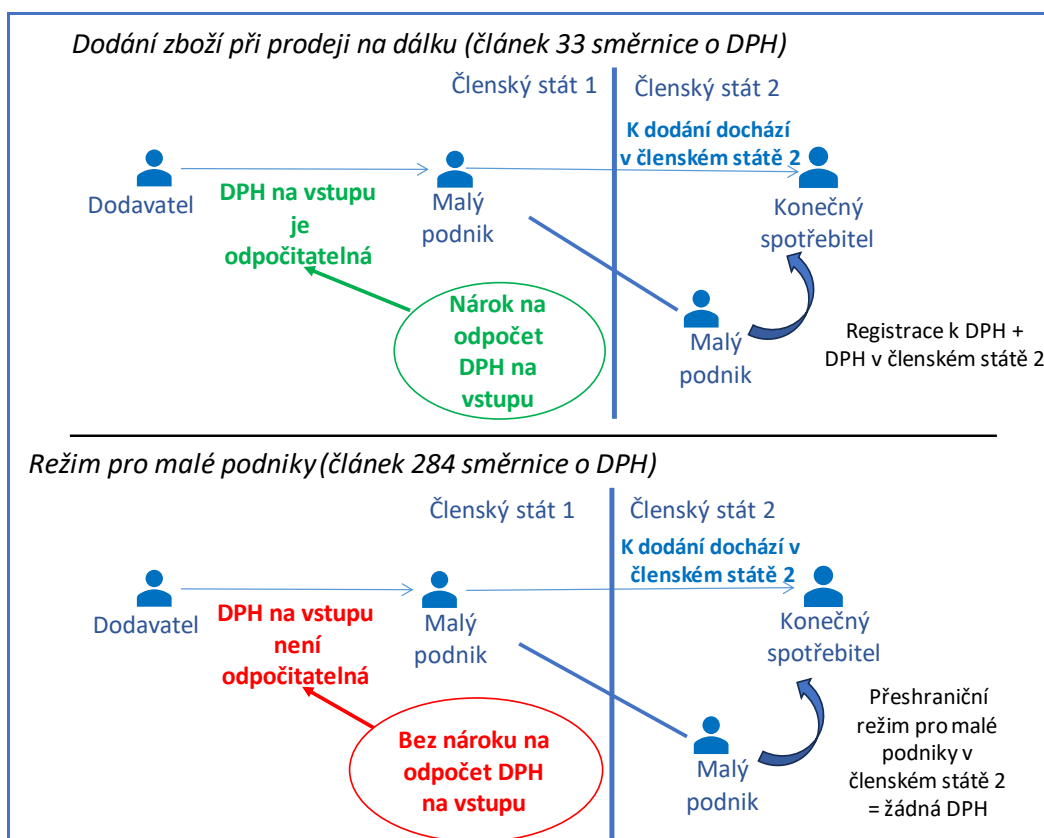 Dodání zboží při prodeji na dálku (článek 33 směrnice o DPH)
Členský stát 1
Členský stát 2
K dodání dochází
v členském státě 2
Dodavatel
DPH na vstupu
je
odpočitatelná
Malý
podnik
Konečný
spotřebitel
Nárok na
odpočet
DPH na
vstupu
Malý
podnik
Registrace k DPH +
DPH v členském státě 2
Režim pro malé podniky (článek 284 směrnice o DPH)
Členský stát 1
Členský stát 2
K dodání dochází v
členském státě 2
Dodavatel
DPH na vstupu
není
odpočitatelná
Malý
podnik
Konečný
spotřebitel
Bez nároku na
odpočet DPH
na vstupu
Malý
podnik
Přeshraniční
režim pro malé
podniky v
členském státě 2
= žádná DPH